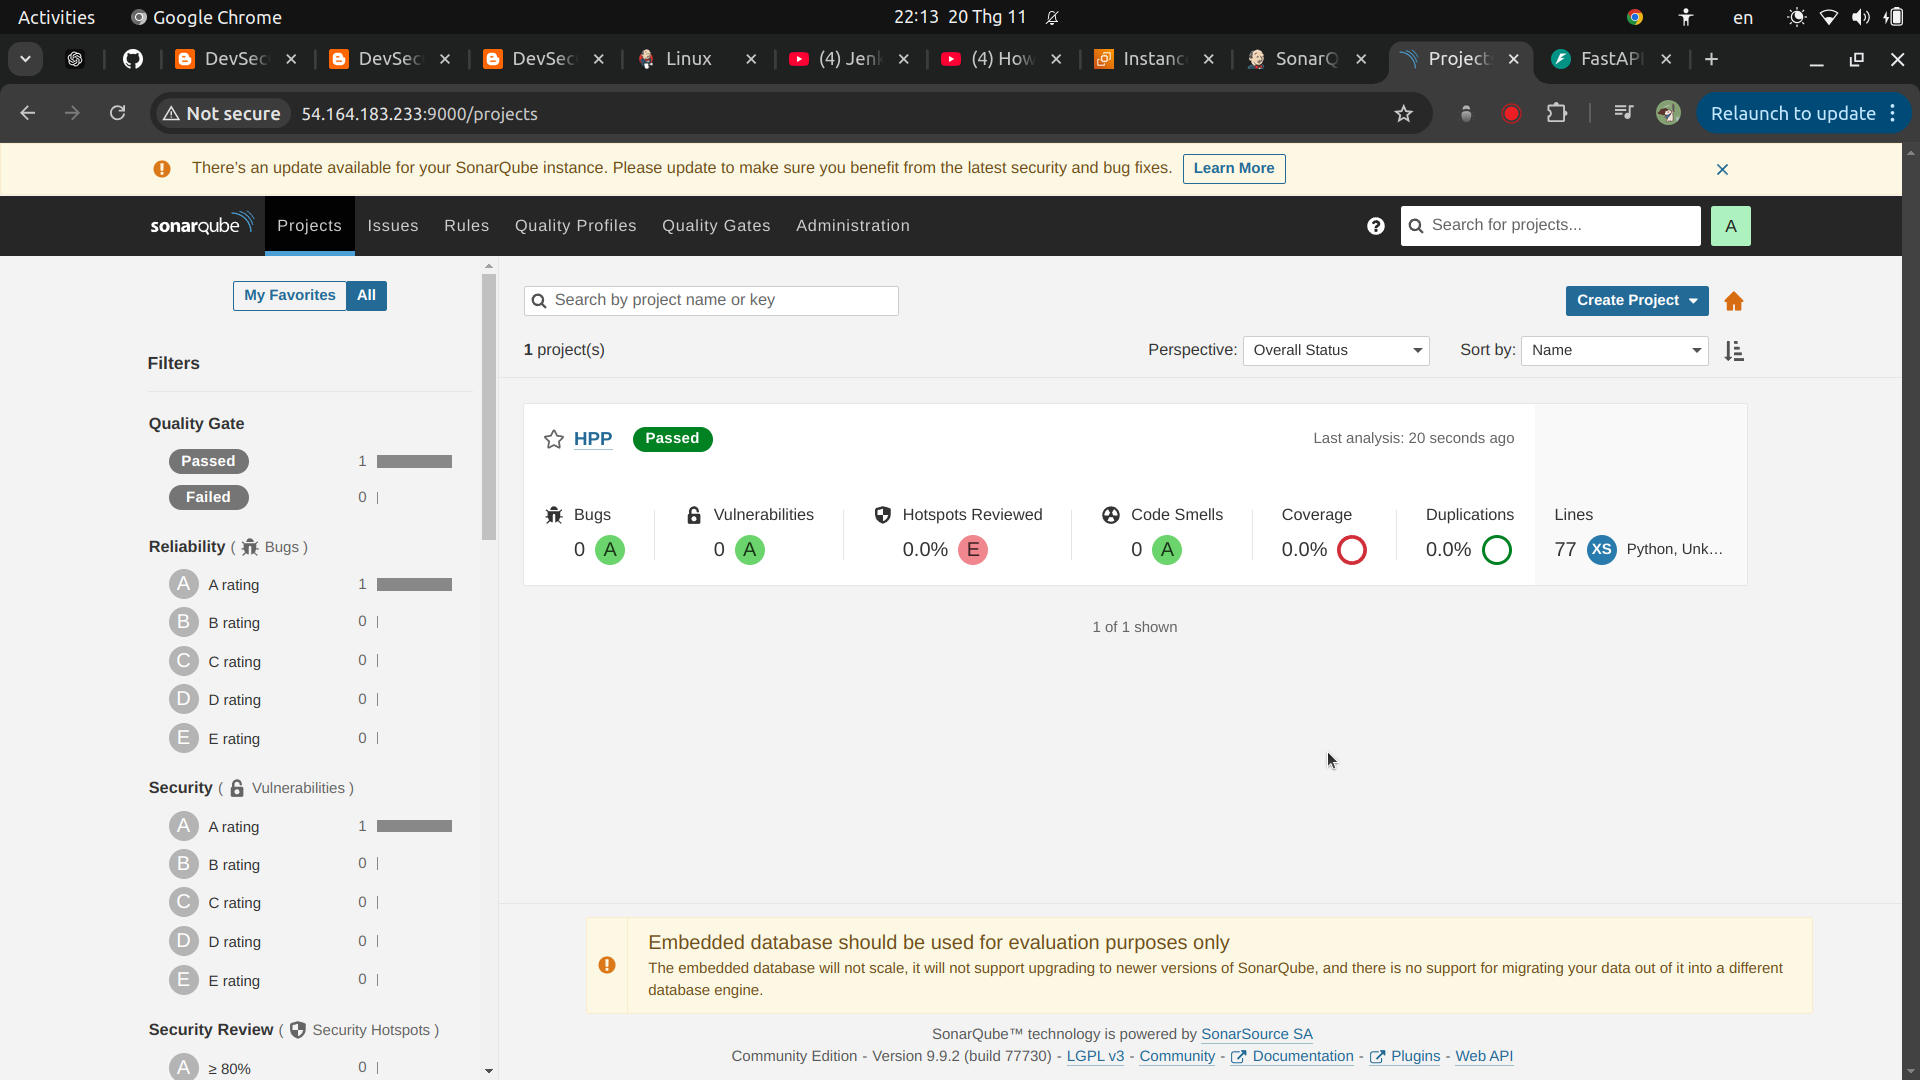 Activities
Google Chrome
22:13 20 Thg 11
en
DevSec
DevSec
DevSec
Linux
(4) Jenk
(4) How
Instanc
SonarQ
Project
FastAPI
Not secure
54.164.183.233:9000/projects
Relaunch to update
There's an update available for your SonarQube instance. Please update to make sure you benefit from the latest security and bug fixes.
Learn More
sonarqube
Projects
Issues
Rules
Quality Profiles
Quality Gates
Administration
Search for projects...
A
My Favorites
All
Search by project name or key
Create Project
1 project(s)
Perspective:
Overall Status
Sort by:
Name
Filters
Quality Gate
Passed 1
Failed 0
Reliability ( Bugs )
A A rating 1
B B rating 0
C C rating 0
D D rating 0
E E rating 0
Security ( Vulnerabilities )
A A rating 1
B B rating 0
C C rating 0
D D rating 0
E E rating 0
Security Review ( Security Hotspots )
A ≥ 80% 0
HPP
Passed
Last analysis: 20 seconds ago
Bugs
0 A
Vulnerabilities
0 A
Hotspots Reviewed
0.0% E
Code Smells
0 A
Coverage
0.0%
Duplications
0.0%
Lines
77 XS Python, Unk...
1 of 1 shown
Embedded database should be used for evaluation purposes only
The embedded database will not scale, it will not support upgrading to newer versions of SonarQube, and there is no support for migrating your data out of it into a different
database engine.
SonarQube™ technology is powered by SonarSource SA
Community Edition - Version 9.9.2 (build 77730) - LGPL v3 - Community - Documentation - Plugins - Web API